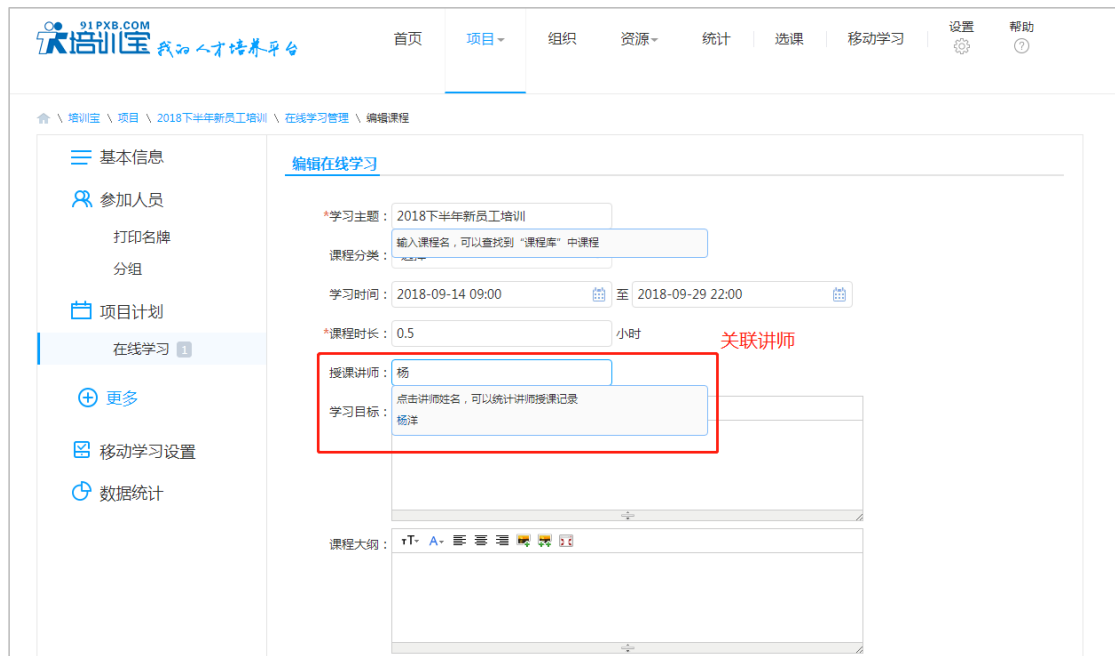 91PXB.COM
培训宝 我的人才培养平台
首页 项目 组织 资源 统计 选课 移动学习 设置 帮助
\ 培训宝 \ 项目 \ 2018下半年新员工培训 \ 在线学习管理 \ 编辑课程
基本信息
参加人员
打印名牌
分组
项目计划
在线学习 1
更多
移动学习设置
数据统计
编辑在线学习
*学习主题： 2018下半年新员工培训
输入课程名，可以查找到“课程库”中课程
课程分类：
学习时间： 2018-09-14 09:00 至 2018-09-29 22:00
*课程时长： 0.5 小时
关联讲师
授课讲师： 杨
点击讲师姓名，可以统计讲师授课记录
杨洋
学习目标：
课程大纲：